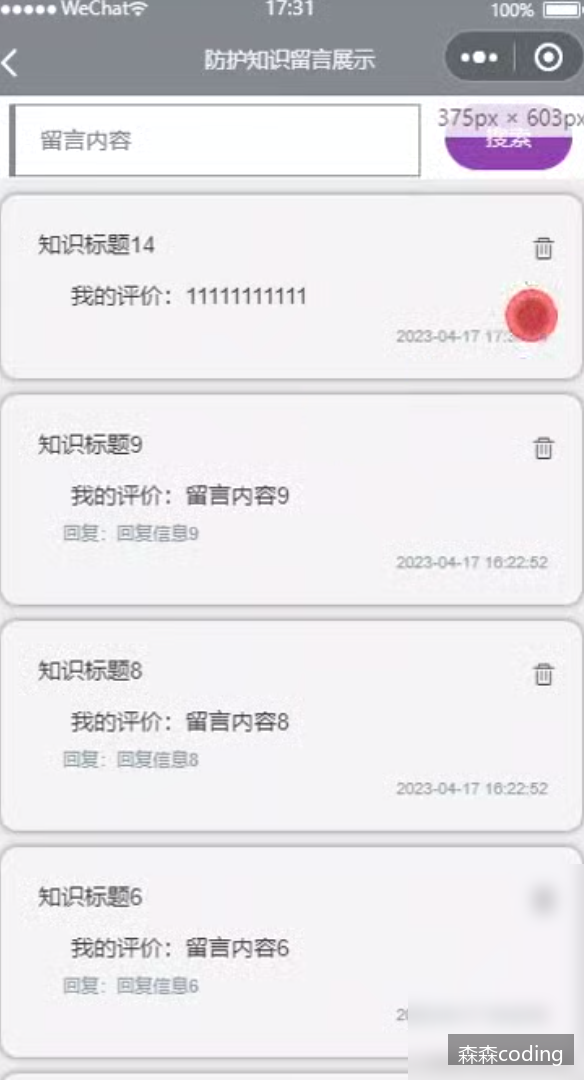 WeChat 17:31 100%
防护知识留言展示
375px × 603px
留言内容 搜索
知识标题14
我的评价：11111111111
2023-04-17 17:3
知识标题9
我的评价：留言内容9
回复：回复信息9
2023-04-17 16:22:52
知识标题8
我的评价：留言内容8
回复：回复信息8
2023-04-17 16:22:52
知识标题6
我的评价：留言内容6
回复：回复信息6
森森coding